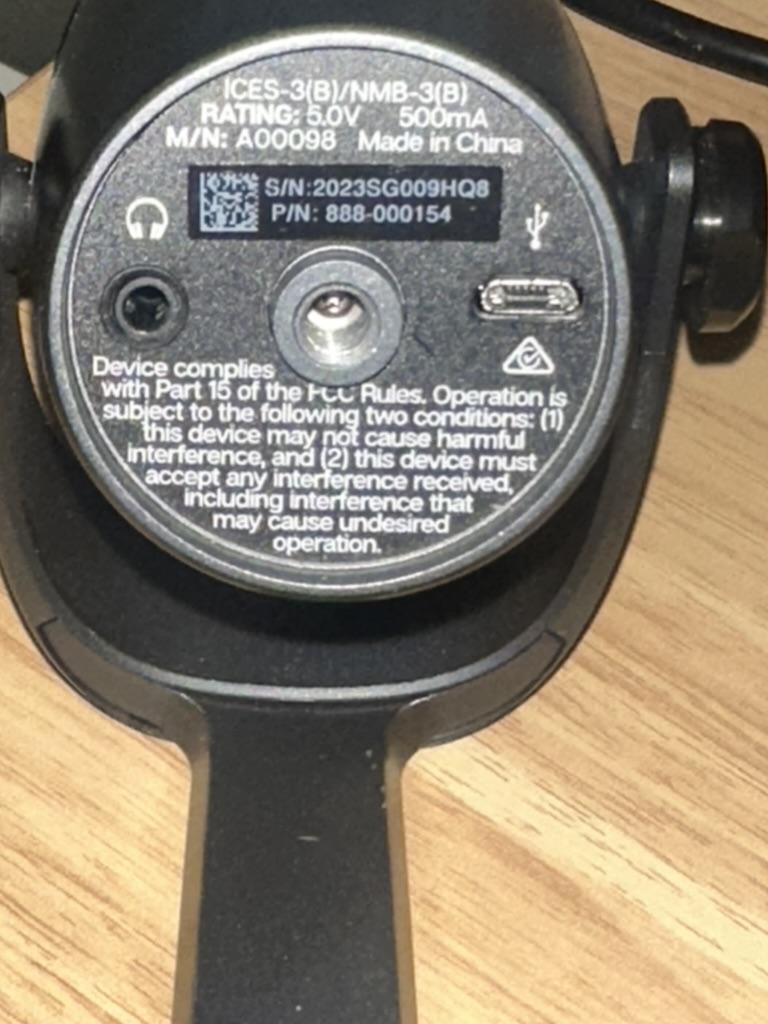 ICES-3(B)/NMB-3(B)
RATING: 5.0V 500mA
M/N: A00098 Made in China
S/N:2023SG009HQ8
P/N: 888-000154
Device complies
with Part 15 of the FCC Rules. Operation is
subject to the following two conditions: (1)
this device may not cause harmful
interference, and (2) this device must
accept any interference received,
including interference that
may cause undesired
operation.